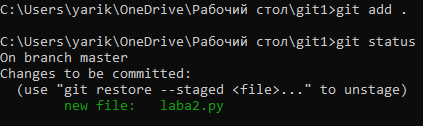 C:\Users\yarik\OneDrive\Рабочий стол\git1>git add .
C:\Users\yarik\OneDrive\Рабочий стол\git1>git status
On branch master
Changes to be committed:
(use "git restore --staged <file>..." to unstage)
new file: laba2.py